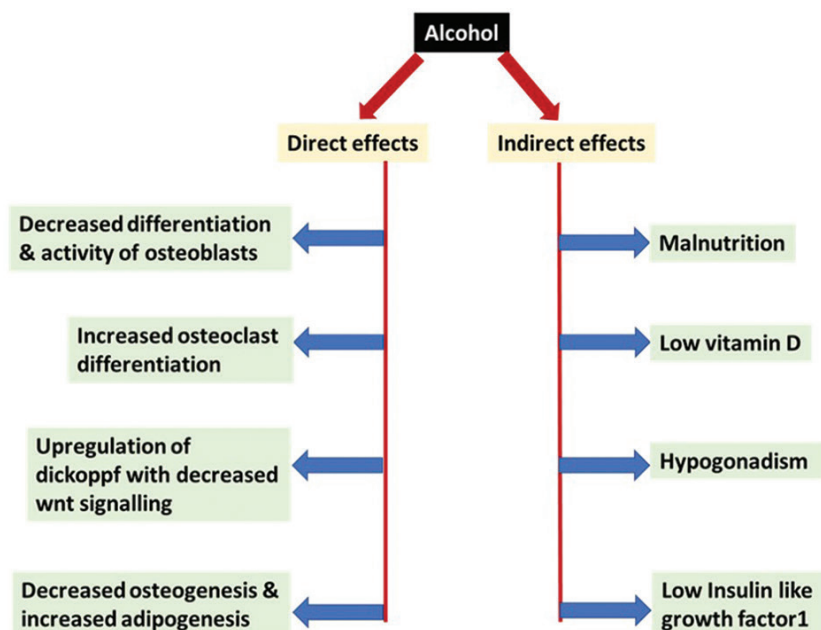 Alcohol
Direct effects
Indirect effects
Decreased differentiation
& activity of osteoblasts
Increased osteoclast
differentiation
Upregulation of
dickoppf with decreased
wnt signalling
Decreased osteogenesis &
increased adipogenesis
Malnutrition
Low vitamin D
Hypogonadism
Low Insulin like
growth factor1